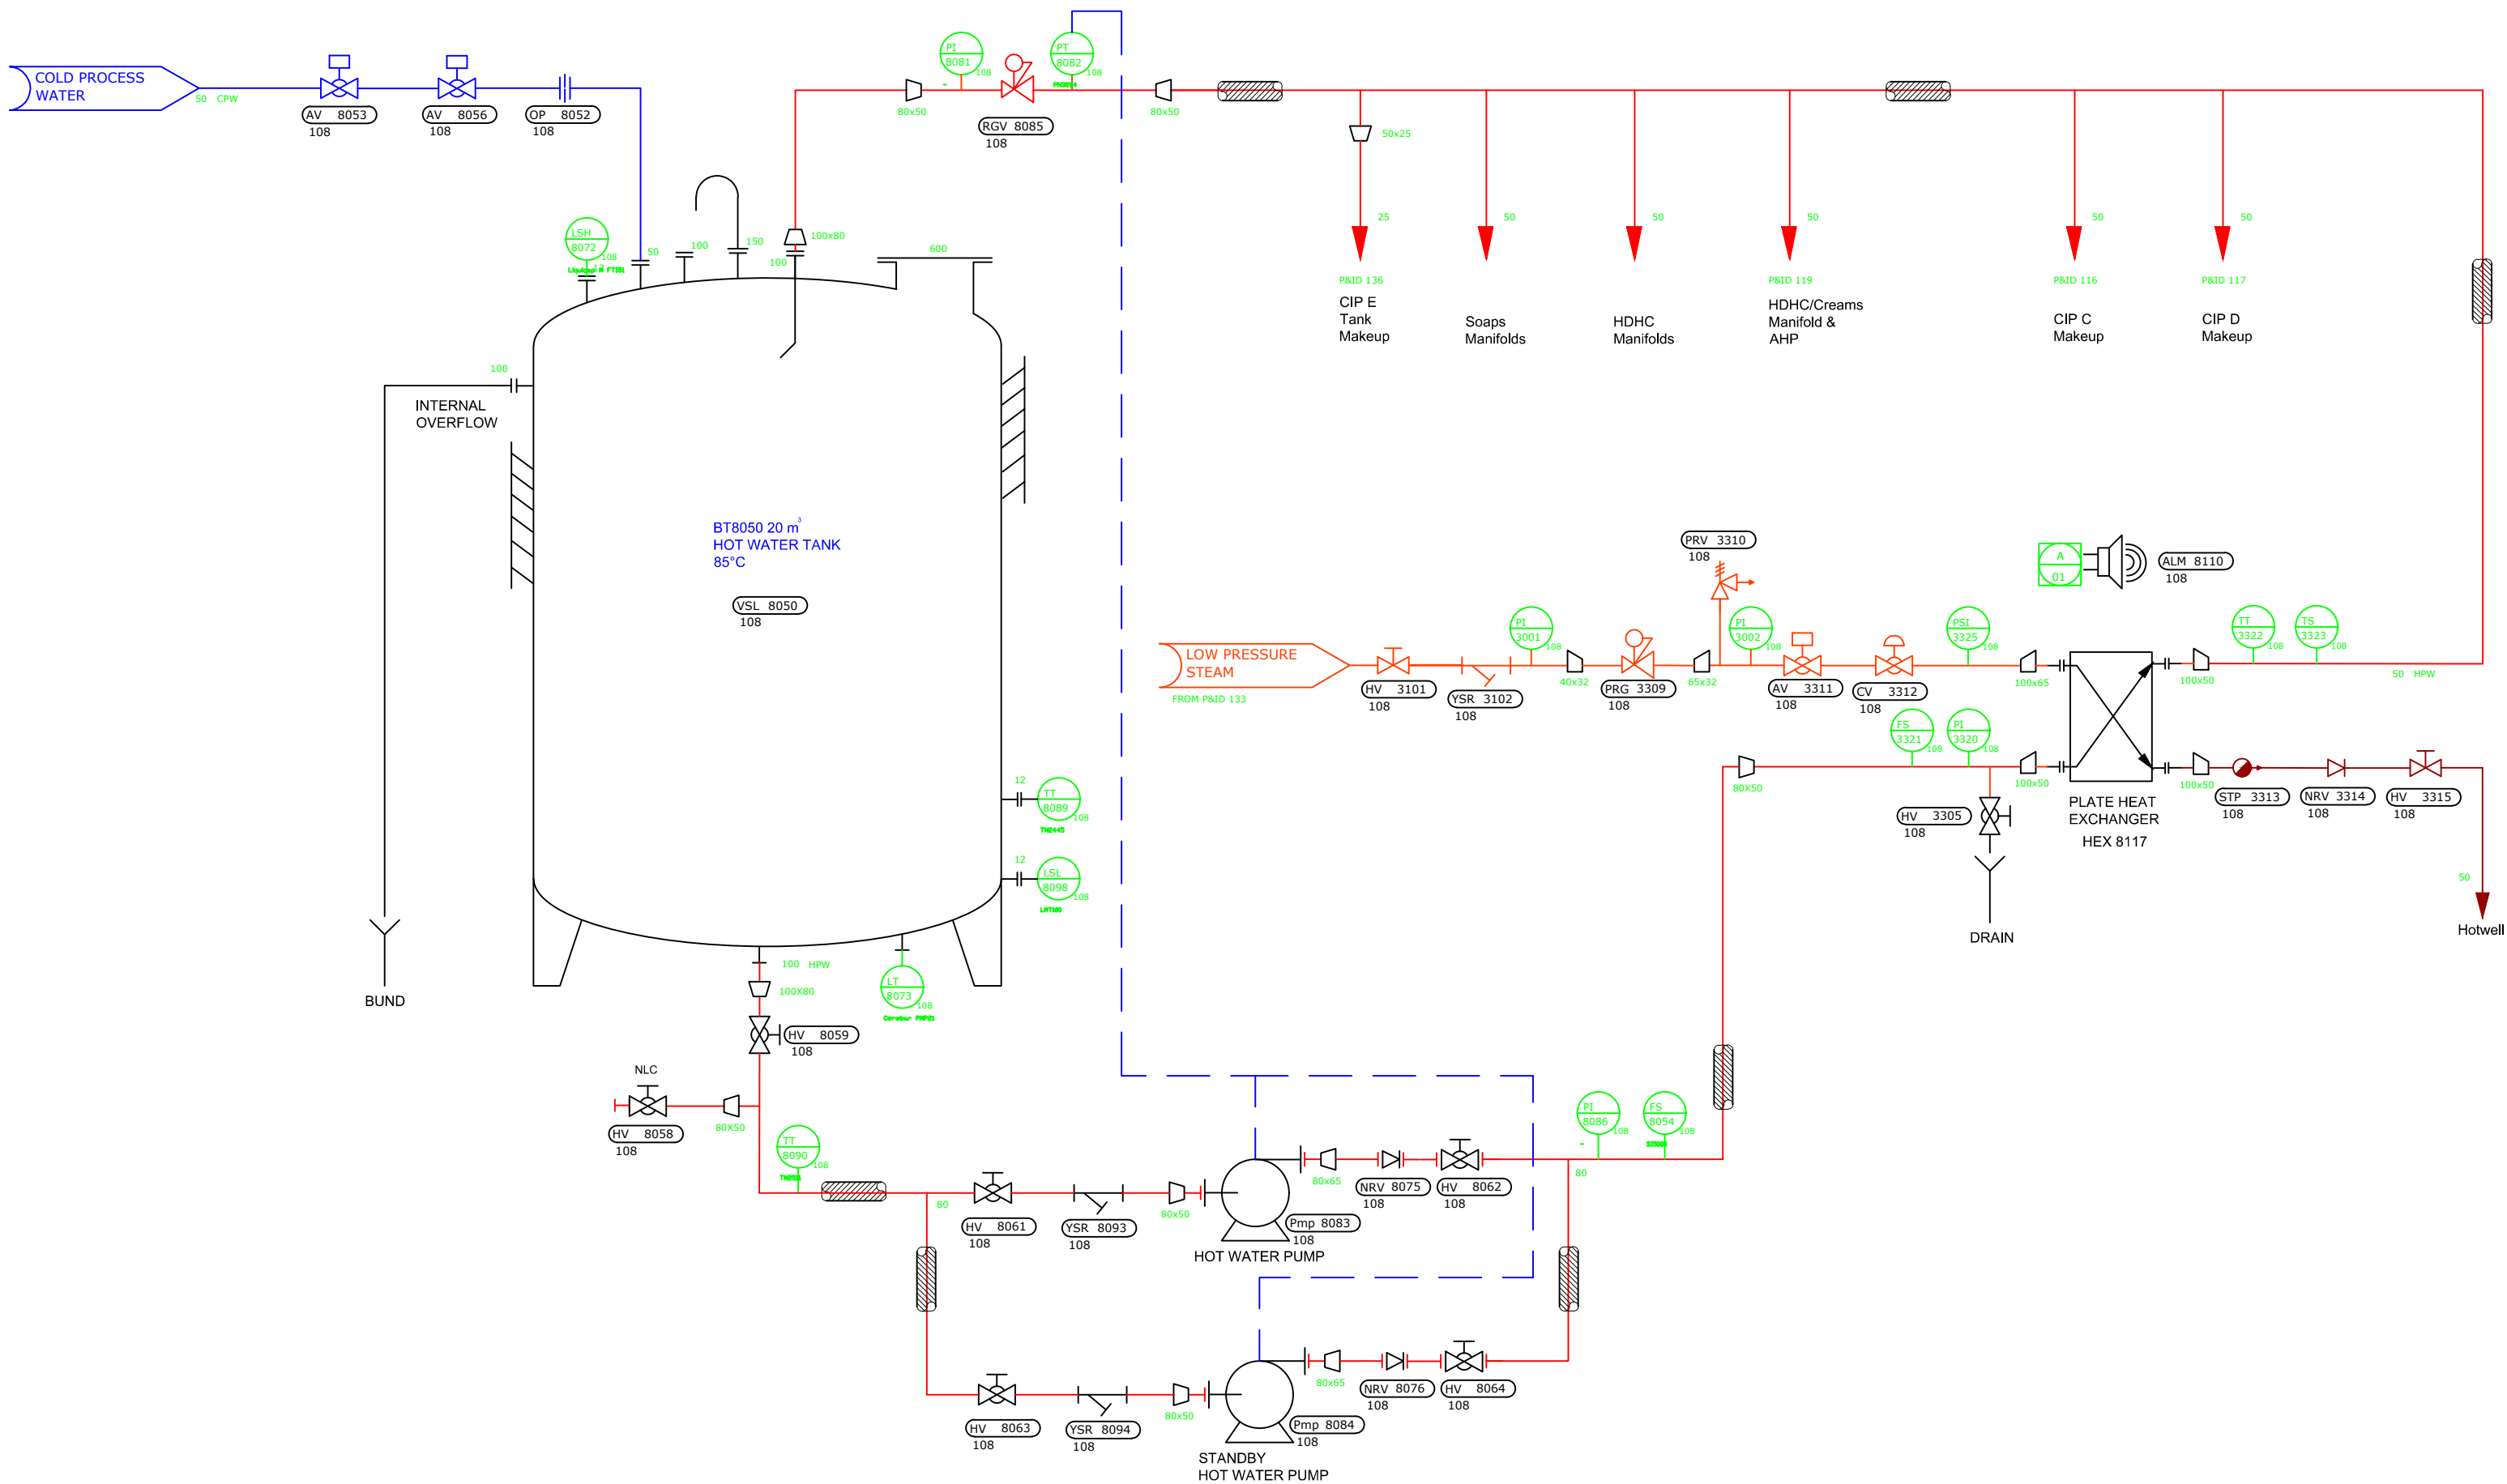 COLD PROCESS
WATER
50 CPW
AV 8053
108
AV 8056
108
OP 8052
108
PI
8081
108
-
80x50
RGV 8085
108
PT
8082
108
80x50
50x25
25
50
50
50
50
50
P&ID 136
CIP E
Tank
Makeup
Soaps
Manifolds
HDHC
Manifolds
P&ID 119
HDHC/Creams
Manifold &
AHP
P&ID 116
CIP C
Makeup
P&ID 117
CIP D
Makeup
LSH
8072
108
12
50
100
150
100x80
100
600
100
INTERNAL
OVERFLOW
BT8050 20 m³
HOT WATER TANK
85°C
VSL 8050
108
12
TT
8089
108
12
LSL
8098
108
BUND
100 HPW
100X80
LT
8073
108
HV 8059
108
NLC
HV 8058
108
80X50
TT
8090
108
80
HV 8061
108
YSR 8093
108
80x50
Pmp 8083
108
HOT WATER PUMP
80x65
NRV 8075
108
HV 8062
108
PI
8086
108
-
FS
8054
108
80
HV 8063
108
YSR 8094
108
80x50
Pmp 8084
108
STANDBY
HOT WATER PUMP
80x65
NRV 8076
108
HV 8064
108
LOW PRESSURE
STEAM
FROM P&ID 133
HV 3101
108
YSR 3102
108
PI
3001
108
40x32
PRG 3309
108
65x32
PRV 3310
108
PI
3002
108
AV 3311
108
CV 3312
108
PSI
3325
108
100x65
A
01
ALM 8110
108
TT
3322
108
TS
3323
108
100x50
50 HPW
80X50
FS
3321
108
PI
3320
108
100x50
HV 3305
108
DRAIN
PLATE HEAT
EXCHANGER
HEX 8117
100x50
STP 3313
108
NRV 3314
108
HV 3315
108
50
Hotwell